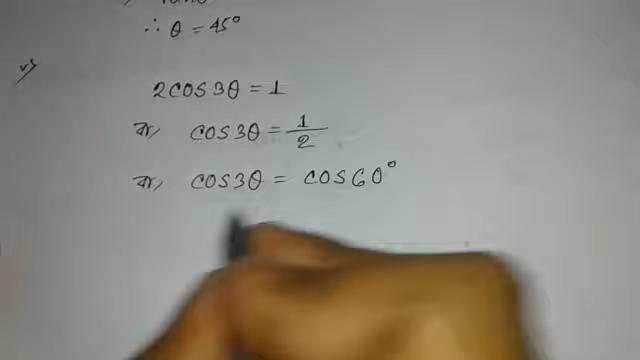 ∴ θ = 45°
2cos3θ = 1
বা, cos3θ = 1/2
বা, cos3θ = cos60°